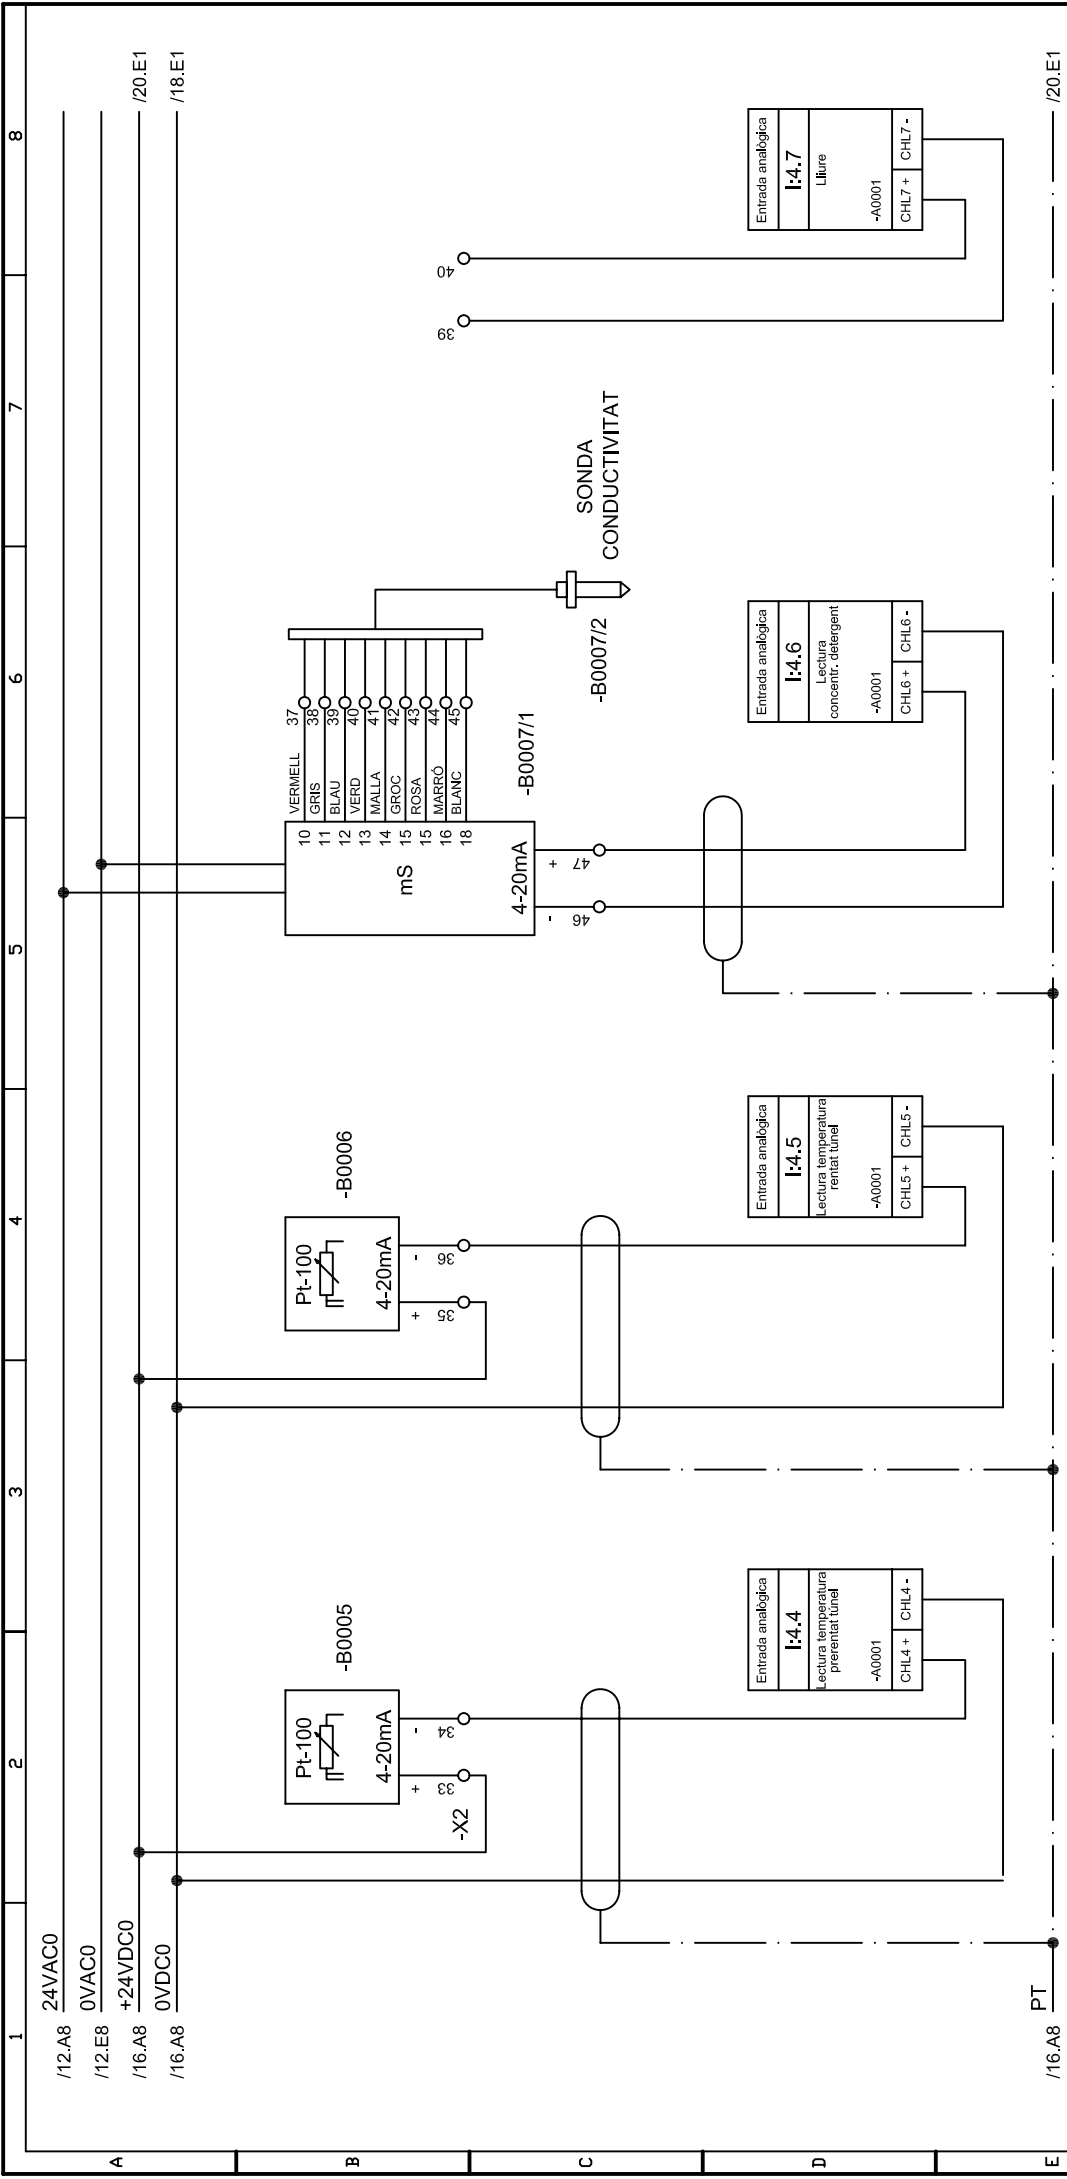 1
2
3
4
5
6
7
8
A
B
C
D
E
/12.A8
24VAC0
/12.E8
0VAC0
/16.A8
+24VDC0
/20.E1
/16.A8
0VDC0
/18.E1
Pt-100
4-20mA
-B0005
+
-
33
34
-X2
Pt-100
4-20mA
-B0006
+
-
35
36
mS
4-20mA
-B0007/1
-
+
46
47
10 VERMELL 37
11 GRIS 38
12 BLAU 39
13 VERD 40
14 MALLA 41
15 GROC 42
15 ROSA 43
16 MARRÓ 44
18 BLANC 45
-B0007/2
SONDA
CONDUCTIVITAT
39
40
Entrada analògica
I:4.4
Lectura temperatura
prerentat túnel
-A0001
CHL4 +
CHL4 -
Entrada analògica
I:4.5
Lectura temperatura
rentat túnel
-A0001
CHL5 +
CHL5 -
Entrada analògica
I:4.6
Lectura
concentr. detergent
-A0001
CHL6 +
CHL6 -
Entrada analògica
I:4.7
Lliure
-A0001
CHL7 +
CHL7 -
/16.A8
PT
/20.E1